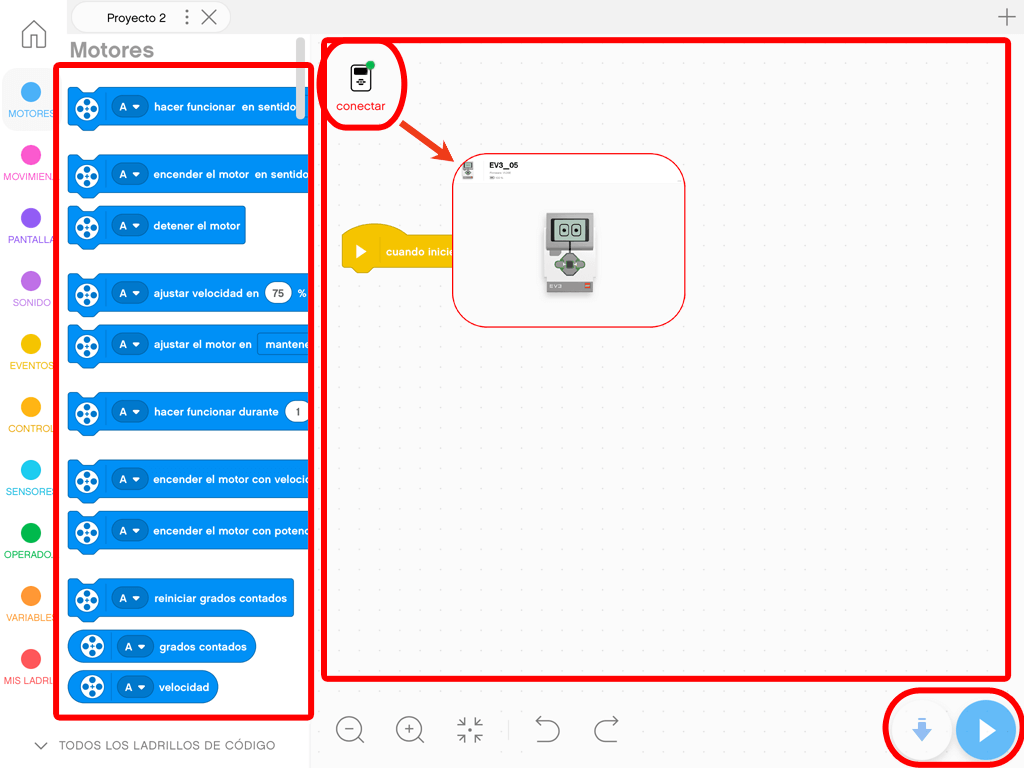 Proyecto 2
Motores
MOTORES
MOVIMIEN
PANTALLA
SONIDO
EVENTOS
CONTROL
SENSORES
OPERADO
VARIABLES
MIS LADRI
A hacer funcionar en sentido
A encender el motor en sentido
A detener el motor
A ajustar velocidad en 75 %
A ajustar el motor en mantene
A hacer funcionar durante 1
A encender el motor con veloci
A encender el motor con potenc
A reiniciar grados contados
A grados contados
A velocidad
TODOS LOS LADRILLOS DE CÓDIGO
conectar
cuando inicie
EV3_05
EV3